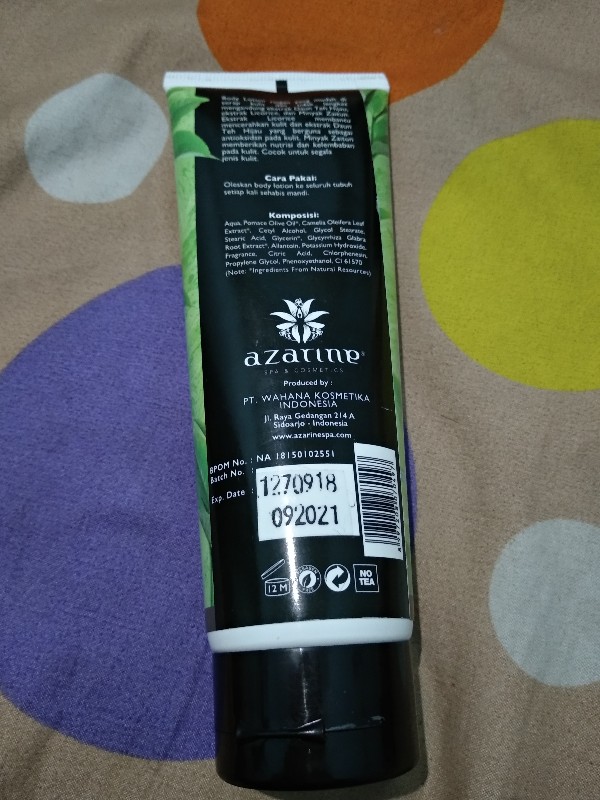 Body Lotion
mengandung ekstrak Daun Teh Hijau,
ekstrak Licorice, dan Minyak Zaitun.
Ekstrak Licorice membantu
mencerahkan kulit dan ekstrak Daun
Teh Hijau yang berguna sebagai
antioksidan pada kulit. Minyak Zaitun
memberikan nutrisi dan kelembaban
pada kulit. Cocok untuk segala
jenis kulit.
Cara Pakai:
Oleskan body lotion ke seluruh tubuh
setiap kali sehabis mandi.
Komposisi:
Aqua, Pomace Olive Oil*, Camelia Oleifera Leaf
Extract*, Cetyl Alcohol, Glycol Stearate,
Stearic Acid, Glycerin*, Glycyrrhiza Glabra
Root Extract*, Allantoin, Potassium Hydroxide,
Fragrance, Citric Acid, Chlorphenesin,
Propylene Glycol, Phenoxyethanol, CI 61570
(Note: *Ingredients From Natural Resources)
azarine®
SPA & COSMETICS
Produced by :
PT. WAHANA KOSMETIKA
INDONESIA
Jl. Raya Gedangan 214 A
Sidoarjo - Indonesia
www.azarinespa.com
BPOM No. : NA 18150102551
Batch No. : 1270918
Exp. Date : 092021
12 M
NO
TEA